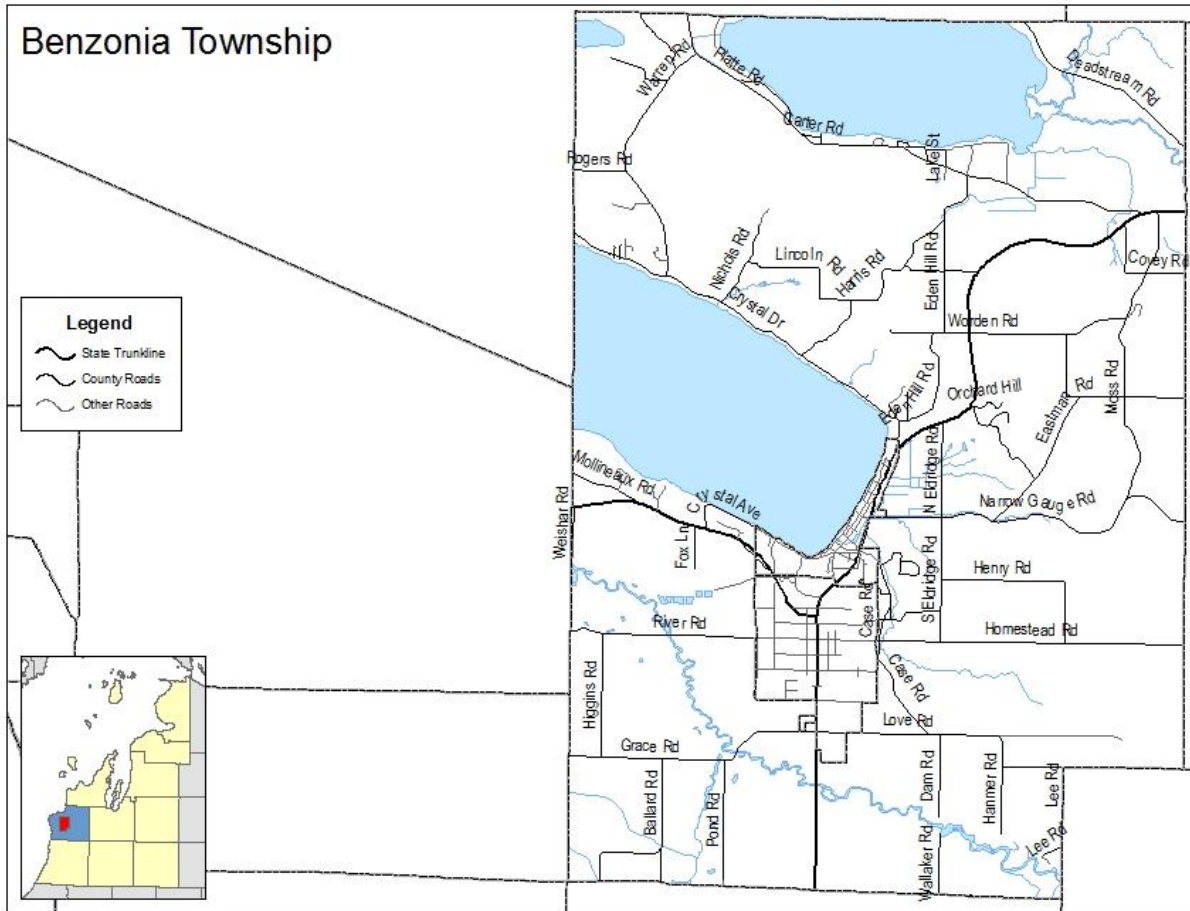 Benzonia Township
Deadstream Rd
Platte Rd
Warren Rd
Carter Rd
Lake St
Rogers Rd
Nichols Rd
Lincoln Rd
Harris Rd
Eden Hill Rd
Covey Rd
Crystal Dr
Worden Rd
Legend
State Trunkline
County Roads
Other Roads
Eden Hill Rd
Orchard Hill
Eastman Rd
Moss Rd
N Eldridge Rd
Mollineaux Rd
Crystal Ave
Narrow Gauge Rd
Weishar Rd
Fox Ln
Case Rd
S Eldridge Rd
Henry Rd
River Rd
Homestead Rd
Case Rd
Higgins Rd
Love Rd
Grace Rd
Ballard Rd
Pond Rd
Dam Rd
Hanmer Rd
Lee Rd
Wallaker Rd
Lee Rd